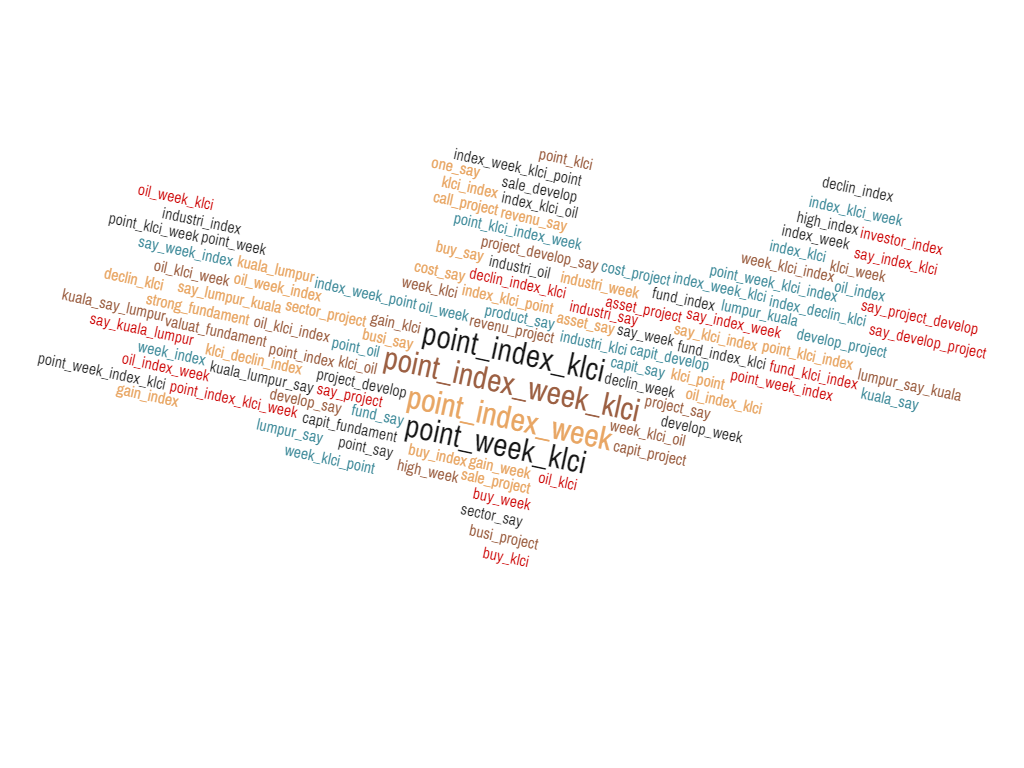 point_klci
index_week_klci_point
one_say
sale_develop
klci_index
index_klci_oil
call_project
revenu_say
point_klci_index_week
declin_index
index_klci_week
high_index
investor_index
index_week
say_index_klci
index_klci
klci_week
week_klci_index
oil_index
point_week_klci_index
oil_week_klci
industri_index
point_klci_week
point_week
say_week_index
kuala_lumpur
oil_klci_week
oil_week_index
declin_klci
say_lumpur_kuala
index_week_point
buy_say
project_develop_say
industri_oil
cost_say
declin_index_klci
industri_week
cost_project
index_week_klci
index_declin_klci
say_project_develop
kuala_say_lumpur
strong_fundament
sector_project
oil_week
week_klci
index_klci_point
product_say
asset_say
industri_say
asset_project
fund_index
lumpur_kuala
say_index_week
say_develop_project
develop_project
say_kuala_lumpur
valuat_fundament
oil_klci_index
gain_klci
revenu_project
industri_klci
say_week
say_klci_index
point_klci_index
week_index
klci_declin_index
point_index
point_oil
busi_say
klci_oil
point_index_klci
capit_develop
fund_index_klci
fund_klci_index
lumpur_say_kuala
point_week_index_klci
oil_index_week
kuala_lumpur_say
project_develop
point_index_week_klci
capit_say
klci_point
point_week_index
kuala_say
gain_index
point_index_klci_week
develop_say
say_project
declin_week
oil_index_klci
capit_fundament
fund_say
point_index_week
project_say
develop_week
lumpur_say
point_say
point_week_klci
week_klci_oil
capit_project
week_klci_point
buy_index
gain_week
high_week
sale_project
oil_klci
buy_week
sector_say
busi_project
buy_klci